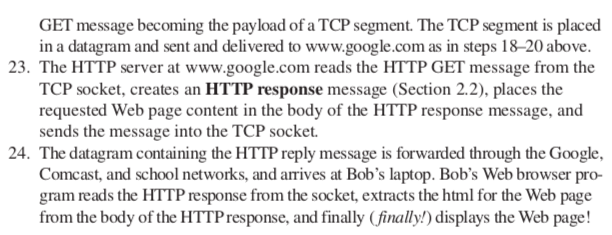 GET message becoming the payload of a TCP segment. The TCP segment is placed
in a datagram and sent and delivered to www.google.com as in steps 18–20 above.
23. The HTTP server at www.google.com reads the HTTP GET message from the
TCP socket, creates an HTTP response message (Section 2.2), places the
requested Web page content in the body of the HTTP response message, and
sends the message into the TCP socket.
24. The datagram containing the HTTP reply message is forwarded through the Google,
Comcast, and school networks, and arrives at Bob’s laptop. Bob’s Web browser pro-
gram reads the HTTP response from the socket, extracts the html for the Web page
from the body of the HTTP response, and finally (finally!) displays the Web page!